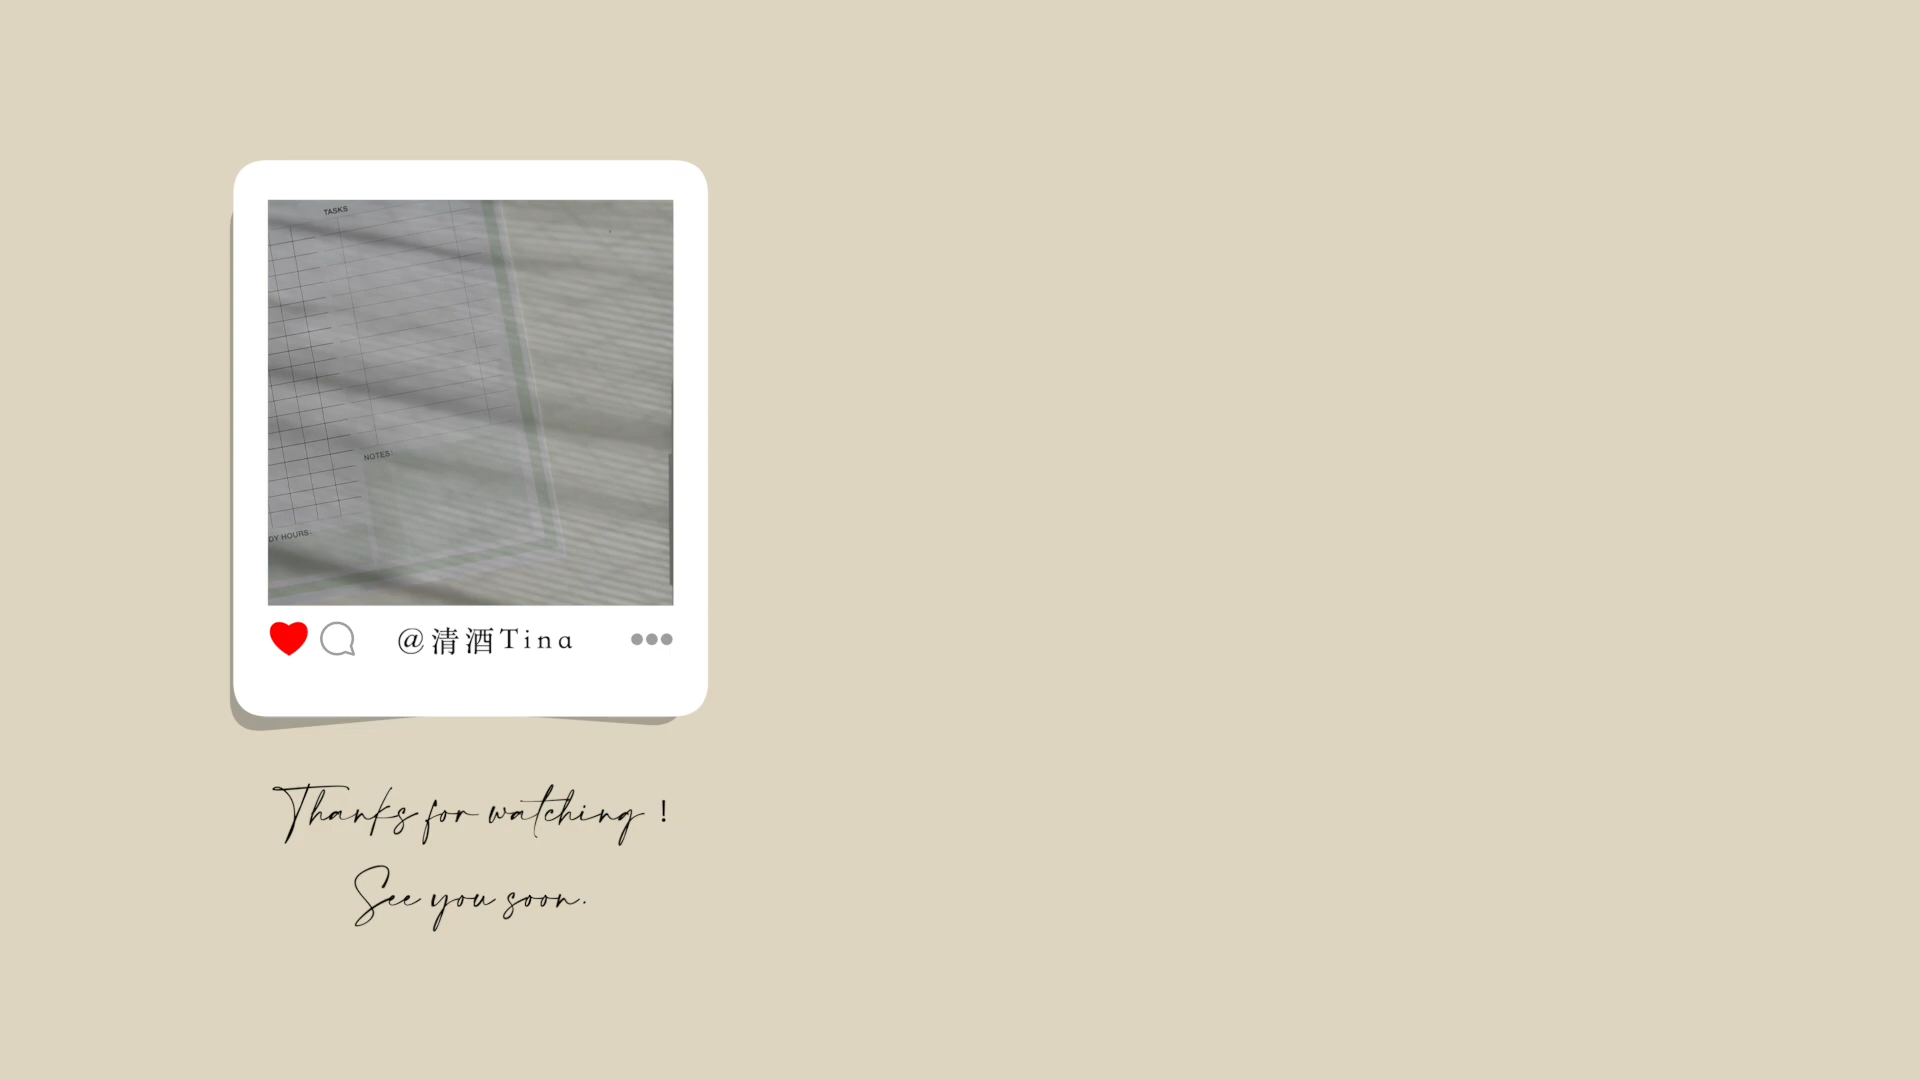 TASKS
NOTES:
DY HOURS:
@清酒Tina
Thanks for watching！
See you soon.